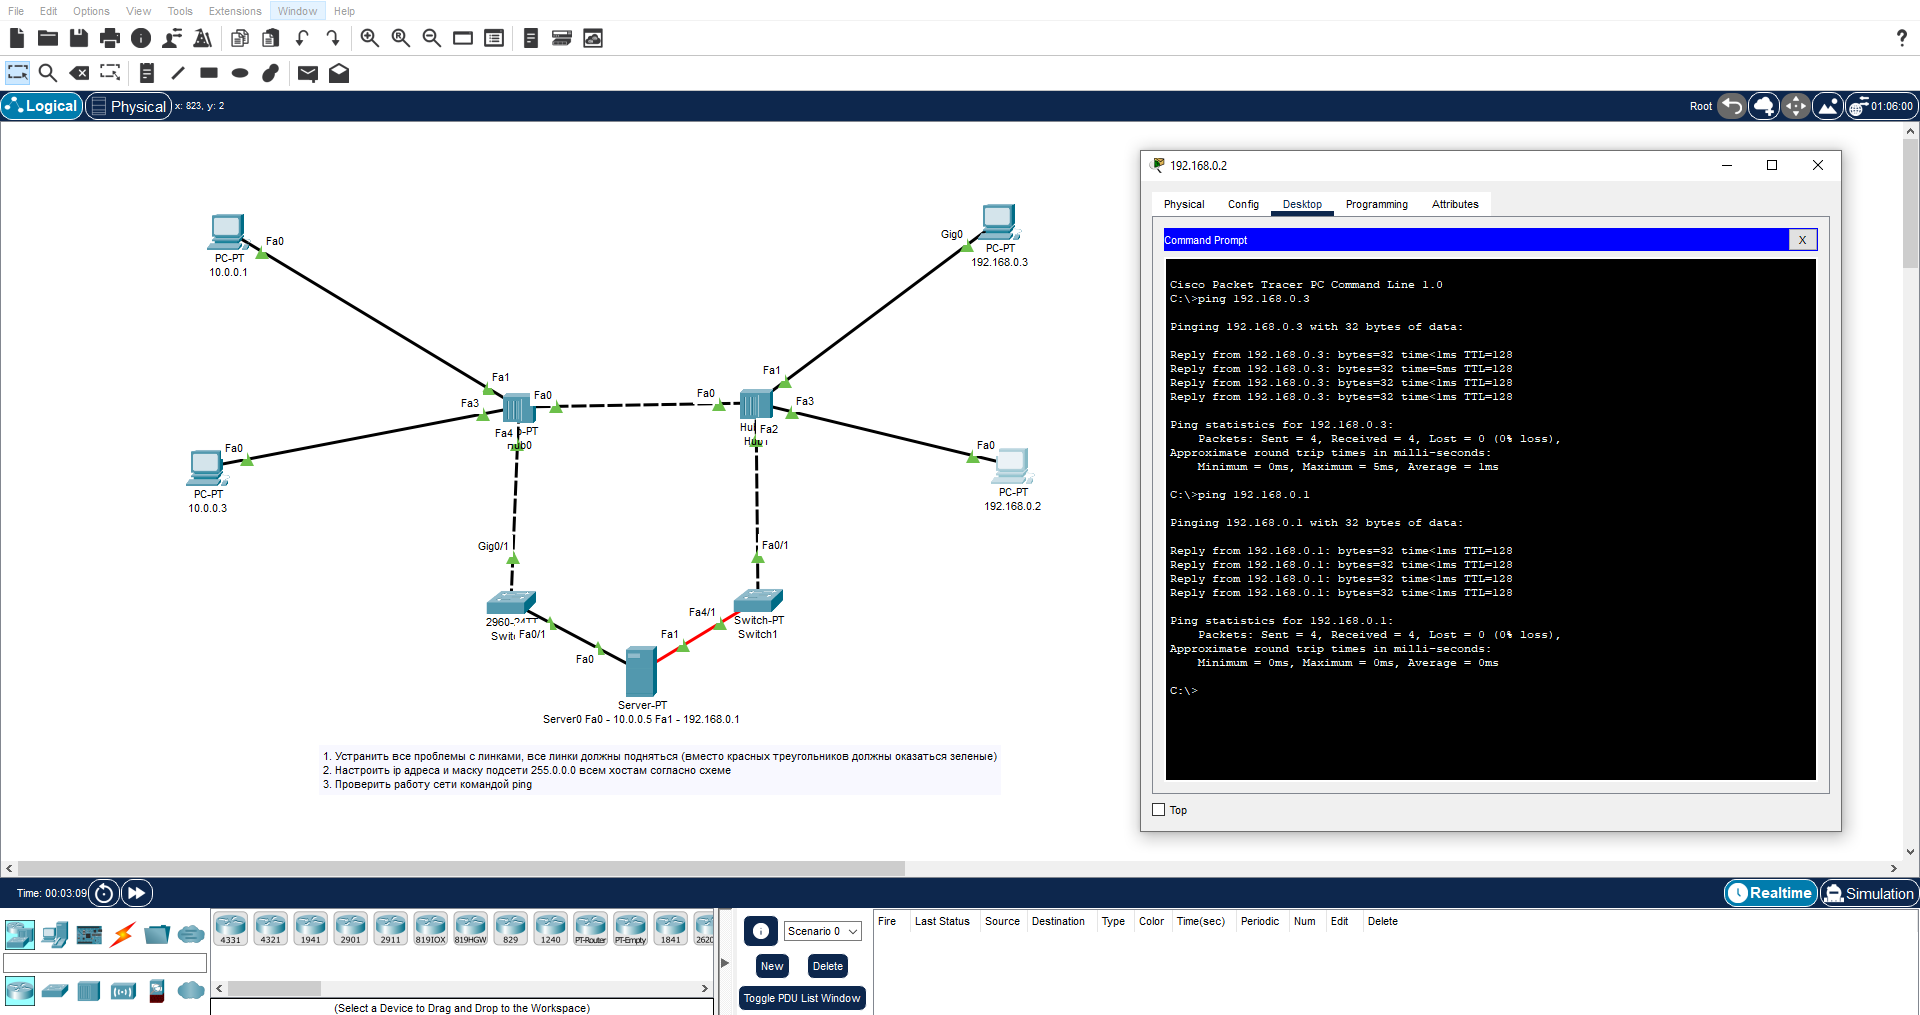 File Edit Options View Tools Extensions Window Help
?
Logical Physical x: 823, y: 2
Root 01:06:00
PC-PT
10.0.0.1
Fa0
Fa1
Fa3
Fa0
Fa4
D-PT
Hub0
Fa0
PC-PT
10.0.0.3
Gig0
PC-PT
192.168.0.3
Fa1
Fa0
Fa3
Fa2
Hub1
Fa0
PC-PT
192.168.0.2
Gig0/1
Fa0/1
2960-24TT
Fa0/1
Fa4/1
Switch-PT
Switch1
Fa1
Fa0
Server-PT
Server0 Fa0 - 10.0.0.5 Fa1 - 192.168.0.1
1. Устранить все проблемы с линками, все линки должны подняться (вместо красных треугольников должны оказаться зеленые)
2. Настроить ip адреса и маску подсети 255.0.0.0 всем хостам согласно схеме
3. Проверить работу сети командой ping
192.168.0.2
Physical Config Desktop Programming Attributes
Command Prompt X
Cisco Packet Tracer PC Command Line 1.0
C:\>ping 192.168.0.3
Pinging 192.168.0.3 with 32 bytes of data:
Reply from 192.168.0.3: bytes=32 time<1ms TTL=128
Reply from 192.168.0.3: bytes=32 time=5ms TTL=128
Reply from 192.168.0.3: bytes=32 time<1ms TTL=128
Reply from 192.168.0.3: bytes=32 time<1ms TTL=128
Ping statistics for 192.168.0.3:
Packets: Sent = 4, Received = 4, Lost = 0 (0% loss),
Approximate round trip times in milli-seconds:
Minimum = 0ms, Maximum = 5ms, Average = 1ms
C:\>ping 192.168.0.1
Pinging 192.168.0.1 with 32 bytes of data:
Reply from 192.168.0.1: bytes=32 time<1ms TTL=128
Reply from 192.168.0.1: bytes=32 time<1ms TTL=128
Reply from 192.168.0.1: bytes=32 time<1ms TTL=128
Reply from 192.168.0.1: bytes=32 time<1ms TTL=128
Ping statistics for 192.168.0.1:
Packets: Sent = 4, Received = 4, Lost = 0 (0% loss),
Approximate round trip times in milli-seconds:
Minimum = 0ms, Maximum = 0ms, Average = 0ms
C:\>
Top
Time: 00:03:09
Realtime Simulation
4331 4321 1941 2901 2911 819IOX 819HGW 829 1240 PT-Router PT-Empty 1841 2620
(Select a Device to Drag and Drop to the Workspace)
Scenario 0
New Delete
Toggle PDU List Window
Fire Last Status Source Destination Type Color Time(sec) Periodic Num Edit Delete